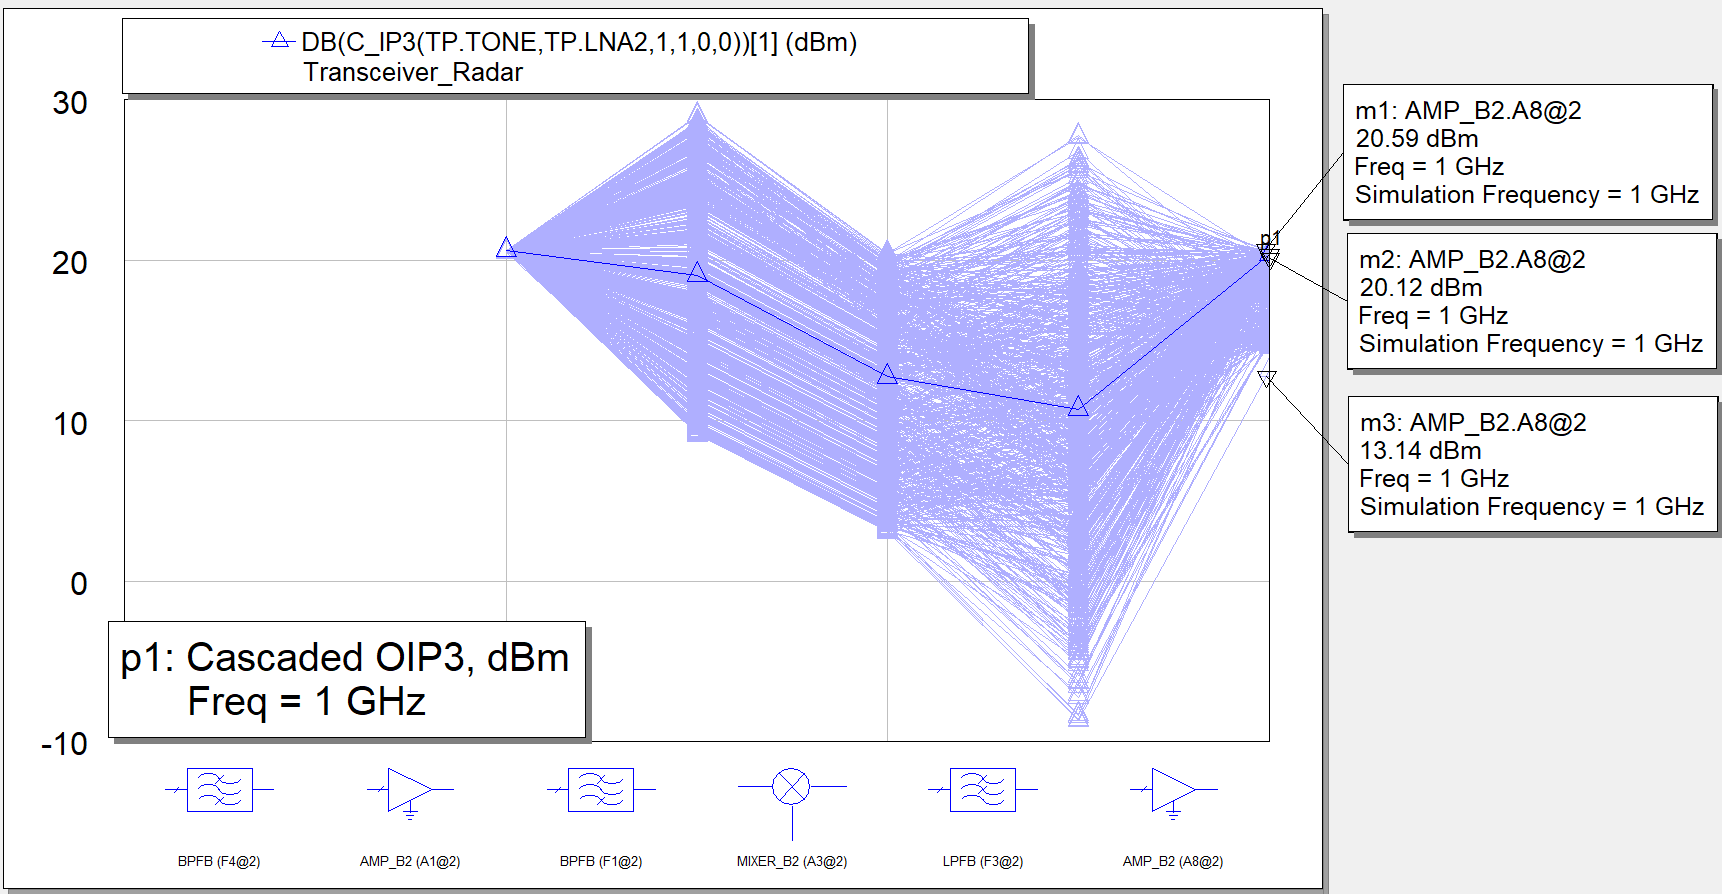 DB(C_IP3(TP.TONE,TP.LNA2,1,1,0,0))[1] (dBm)
Transceiver_Radar
30
20
10
0
-10
p1
m1: AMP_B2.A8@2
20.59 dBm
Freq = 1 GHz
Simulation Frequency = 1 GHz
m2: AMP_B2.A8@2
20.12 dBm
Freq = 1 GHz
Simulation Frequency = 1 GHz
m3: AMP_B2.A8@2
13.14 dBm
Freq = 1 GHz
Simulation Frequency = 1 GHz
p1: Cascaded OIP3, dBm
Freq = 1 GHz
BPFB (F4@2)
AMP_B2 (A1@2)
BPFB (F1@2)
MIXER_B2 (A3@2)
LPFB (F3@2)
AMP_B2 (A8@2)